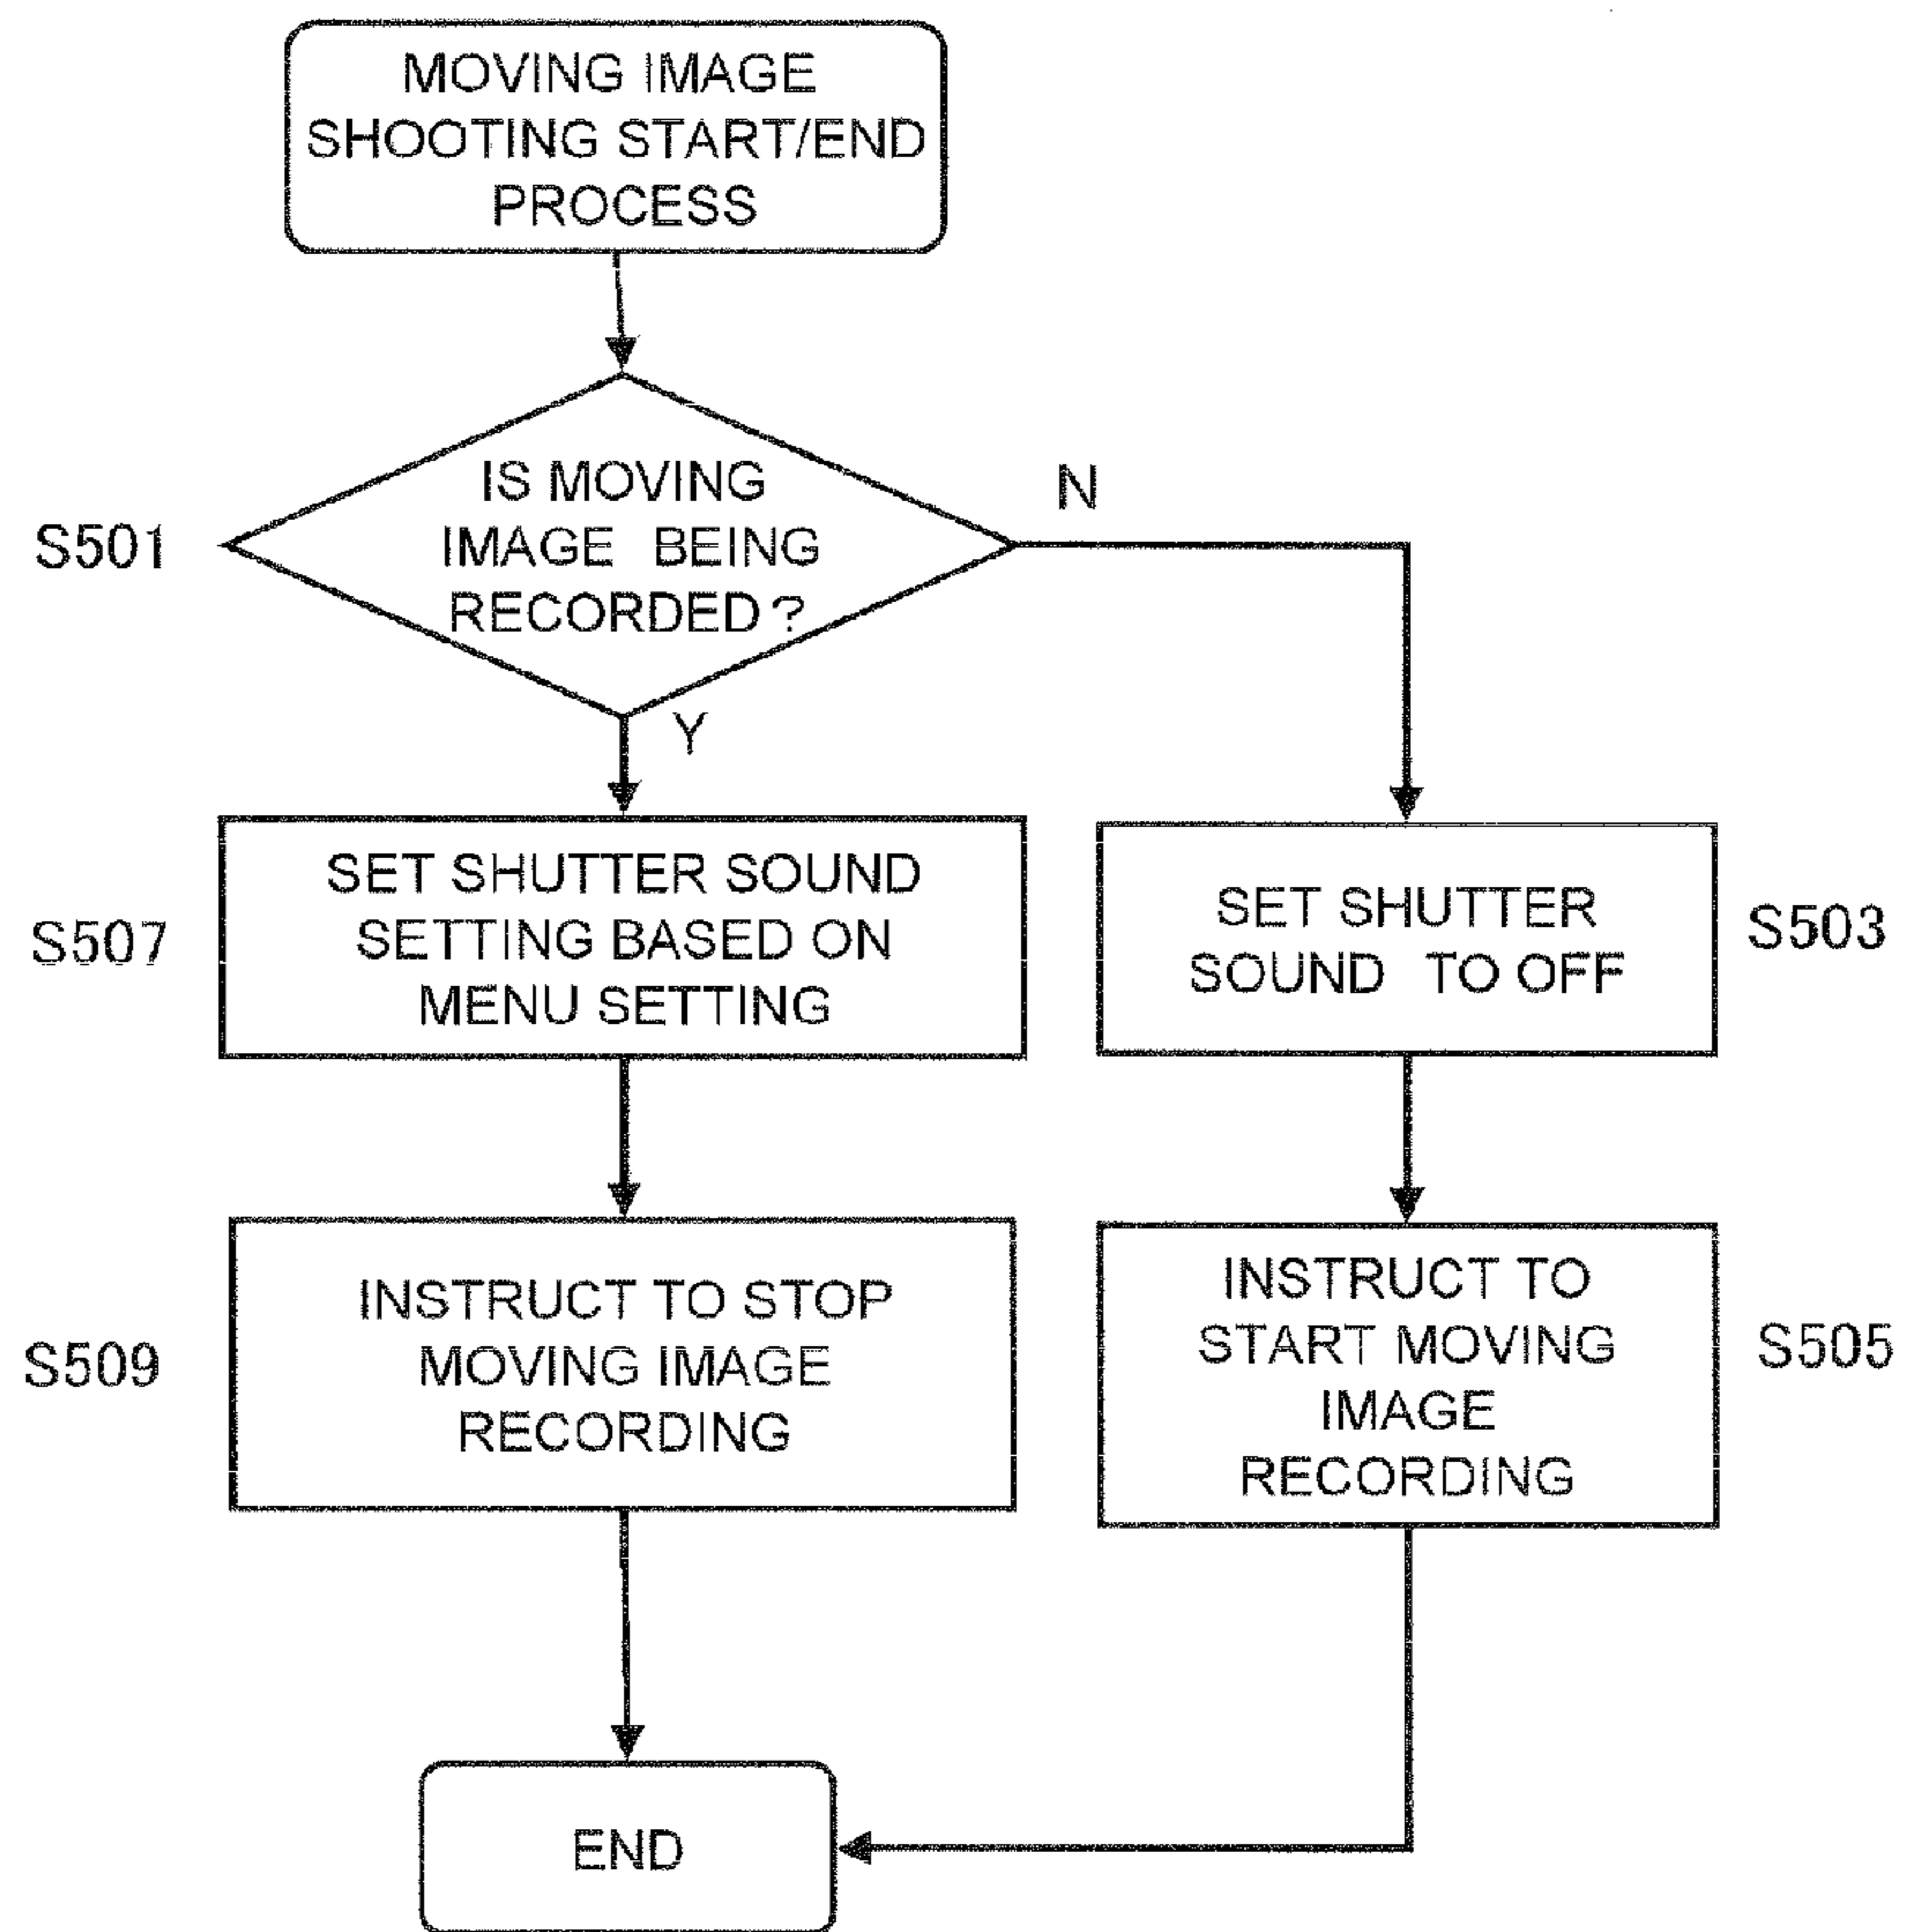 MOVING IMAGE
SHOOTING START/END
PROCESS
S501
IS MOVING
IMAGE BEING
RECORDED ?
N
Y
S507
SET SHUTTER SOUND
SETTING BASED ON
MENU SETTING
SET SHUTTER
SOUND TO OFF
S503
S509
INSTRUCT TO STOP
MOVING IMAGE
RECORDING
INSTRUCT TO
START MOVING
IMAGE
RECORDING
S505
END